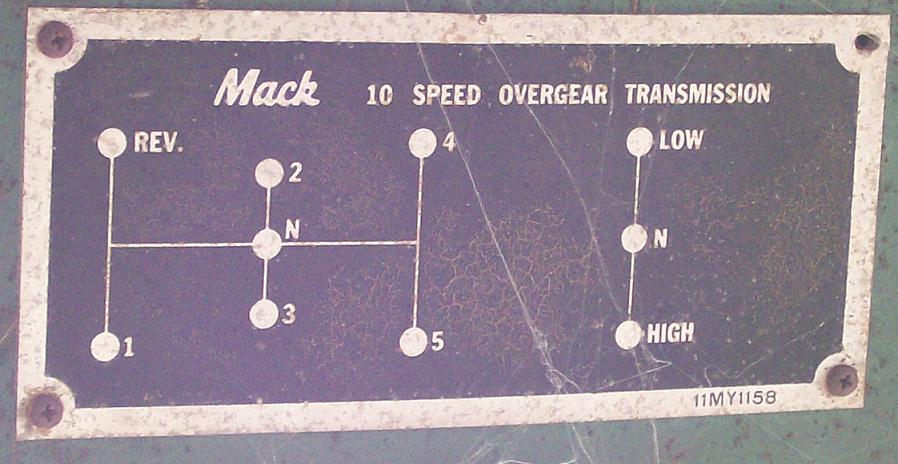 Mack 10 SPEED OVERGEAR TRANSMISSION
REV. 4 LOW
2
N N
3 HIGH
1 5
11MY1158